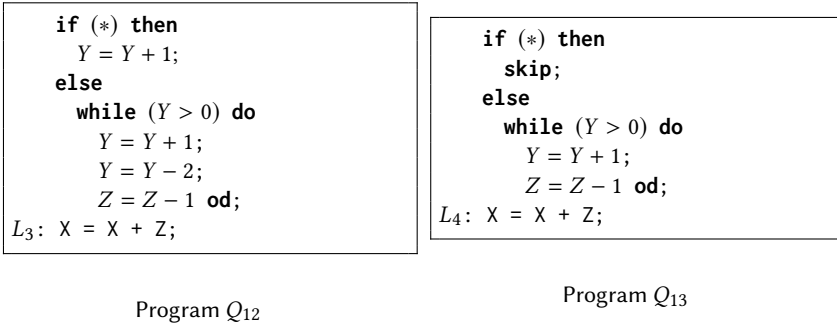 if (∗) then
Y = Y + 1;
else
while (Y > 0) do
Y = Y + 1;
Y = Y − 2;
Z = Z − 1 od;
L₃: X = X + Z;
Program Q₁₂
if (∗) then
skip;
else
while (Y > 0) do
Y = Y + 1;
Z = Z − 1 od;
L₄: X = X + Z;
Program Q₁₃